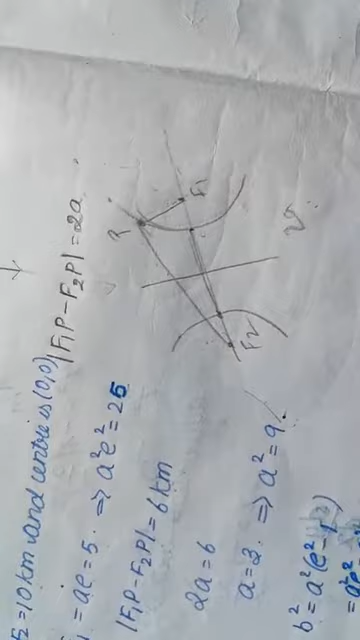 =10 km and centre is (0,0)
= ae = 5. ⇒ a²e² = 25
|F₁P - F₂P| = 2a.
|F₁P - F₂P| = 6 km
2a = 6
a = 3. ⇒ a² = 9.
b² = a²(e² - 1)
= a²e²
P
F₁
F₂